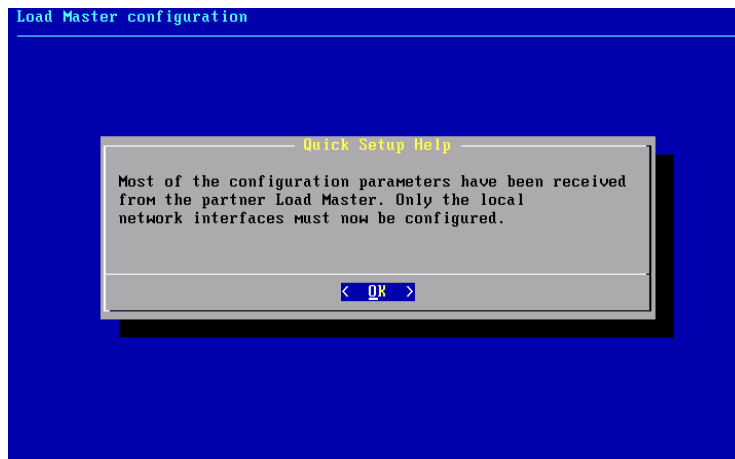 Load Master configuration
Quick Setup Help
Most of the configuration parameters have been received
from the partner Load Master. Only the local
network interfaces must now be configured.
< OK >